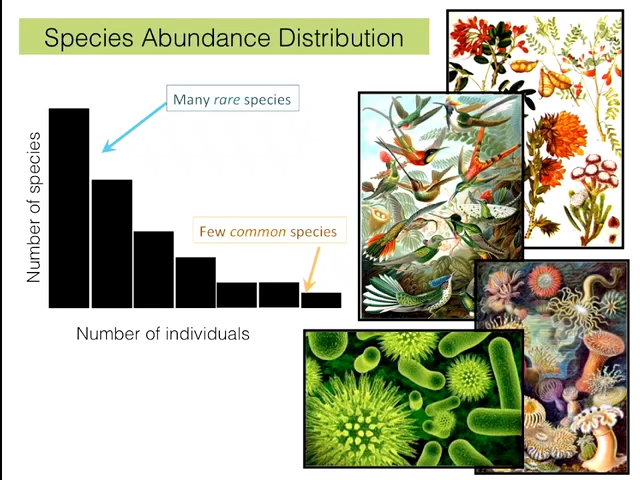 Species Abundance Distribution
Many rare species
Few common species
Number of species
Number of individuals